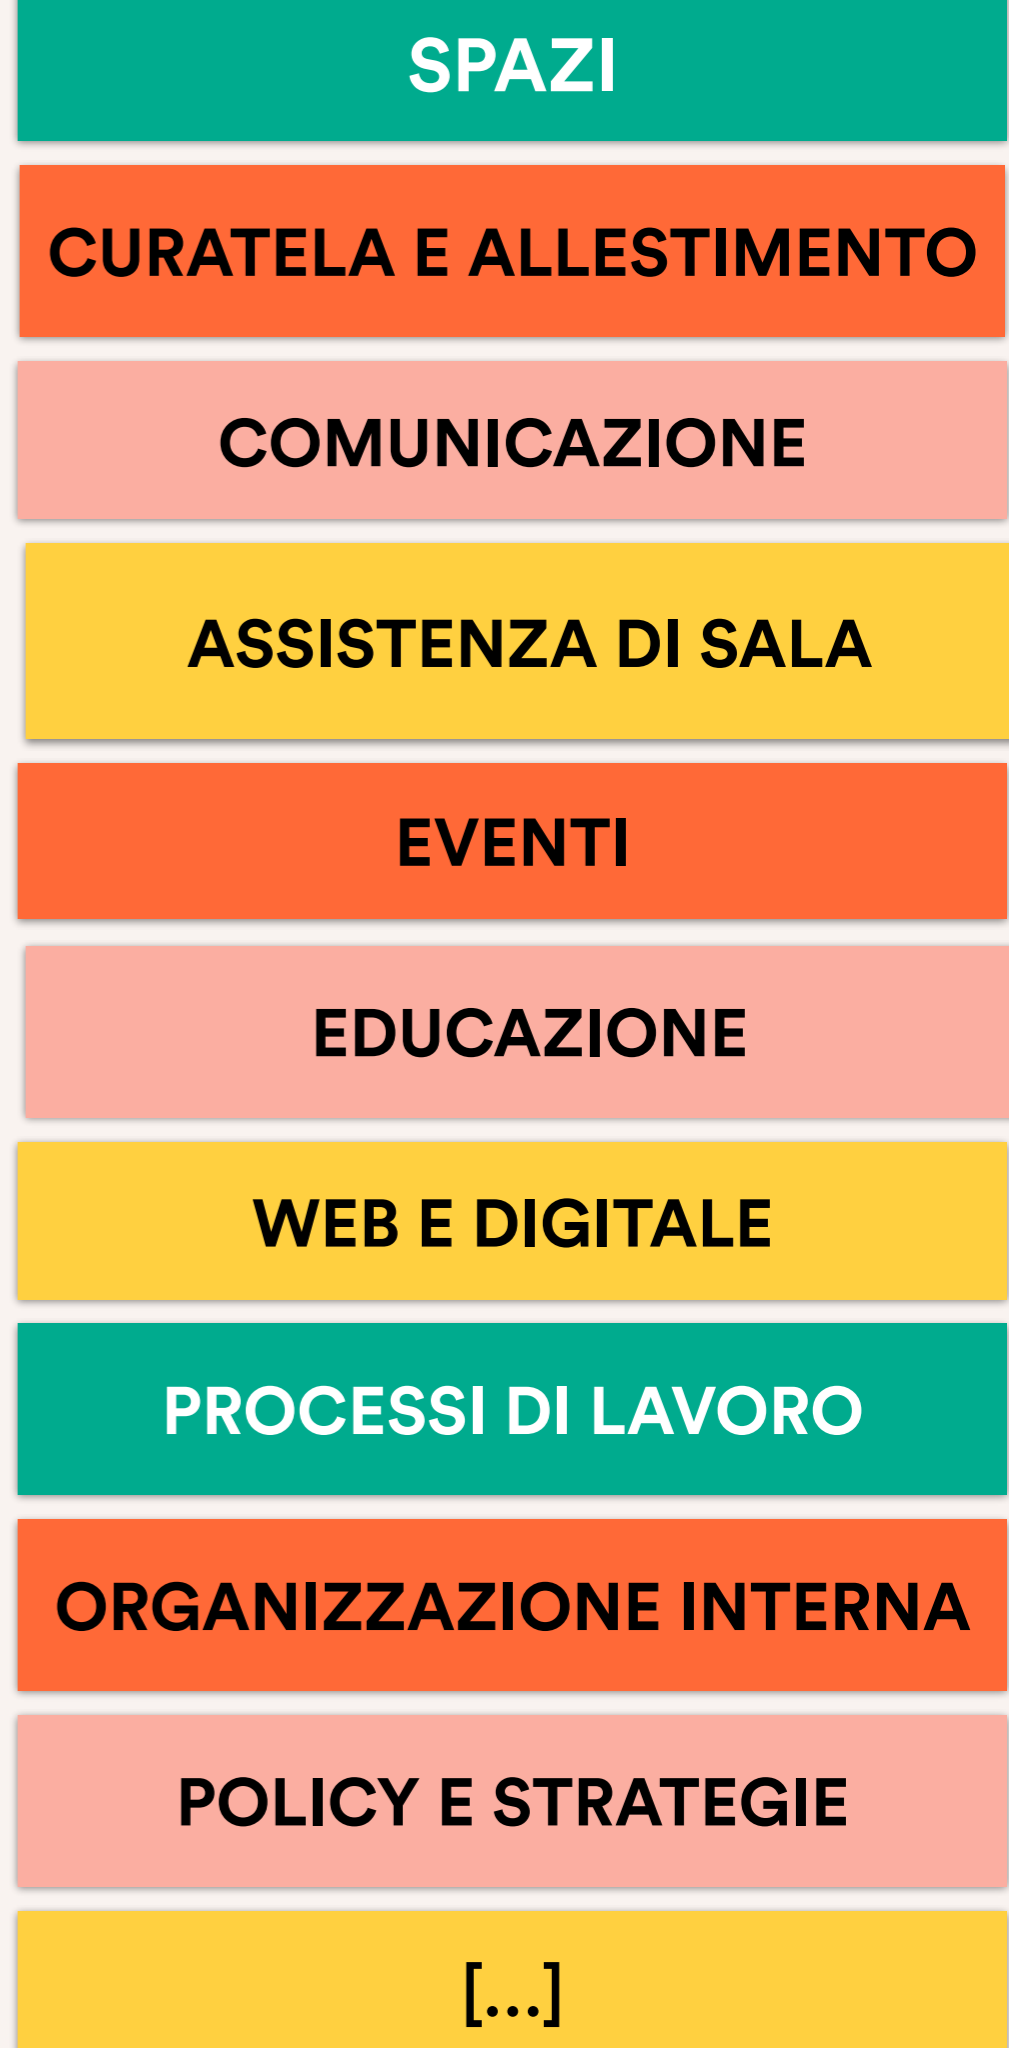 SPAZI
CURATELA E ALLESTIMENTO
COMUNICAZIONE
ASSISTENZA DI SALA
EVENTI
EDUCAZIONE
WEB E DIGITALE
PROCESSI DI LAVORO
ORGANIZZAZIONE INTERNA
POLICY E STRATEGIE
[...]